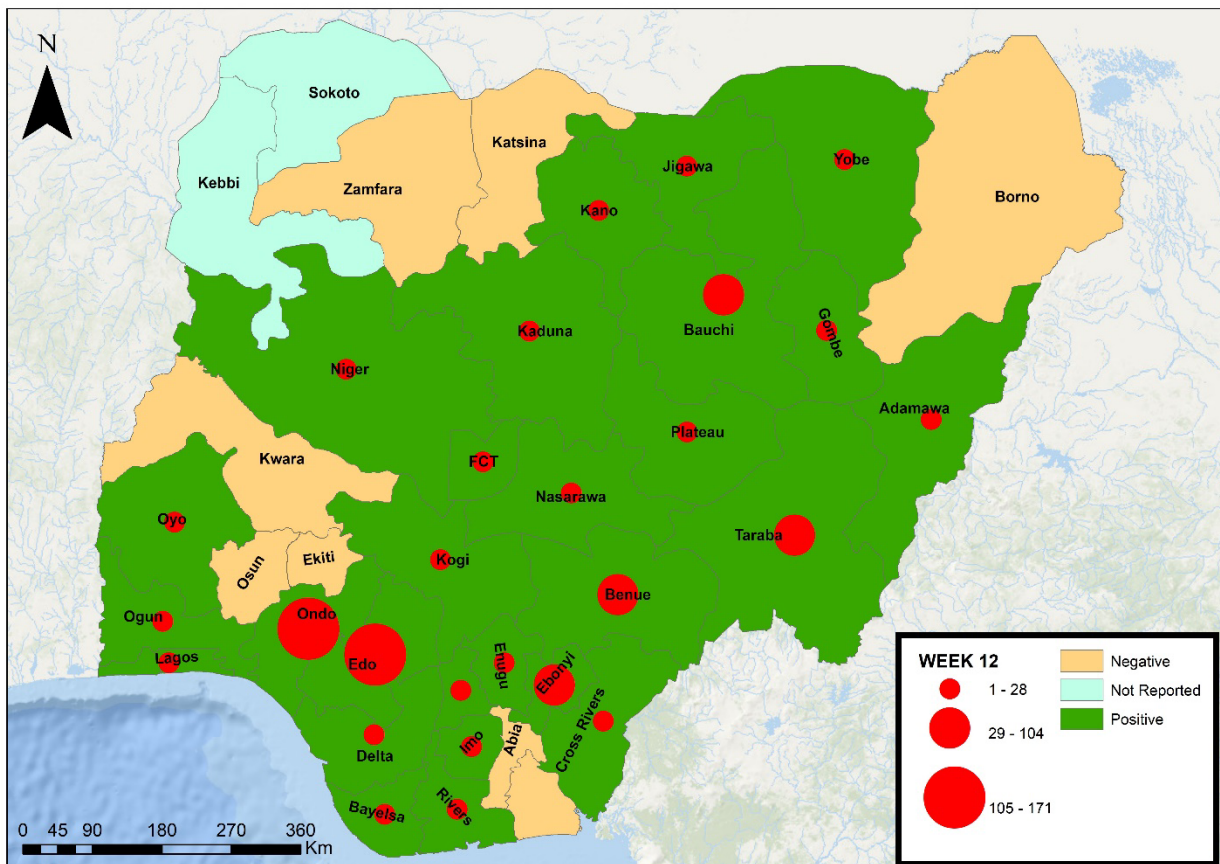 N
Sokoto
Katsina
Kebbi
Zamfara
Jigawa
Yobe
Borno
Kano
Kaduna
Bauchi
Gombe
Niger
Adamawa
Plateau
FCT
Kwara
Nasarawa
Oyo
Taraba
Osun
Ekiti
Kogi
Benue
Ogun
Ondo
Lagos
Edo
Enugu
Ebonyi
Cross Rivers
Imo
Abia
Delta
Bayelsa
Rivers
WEEK 12
1 - 28
29 - 104
105 - 171
Negative
Not Reported
Positive
0 45 90 180 270 360
Km